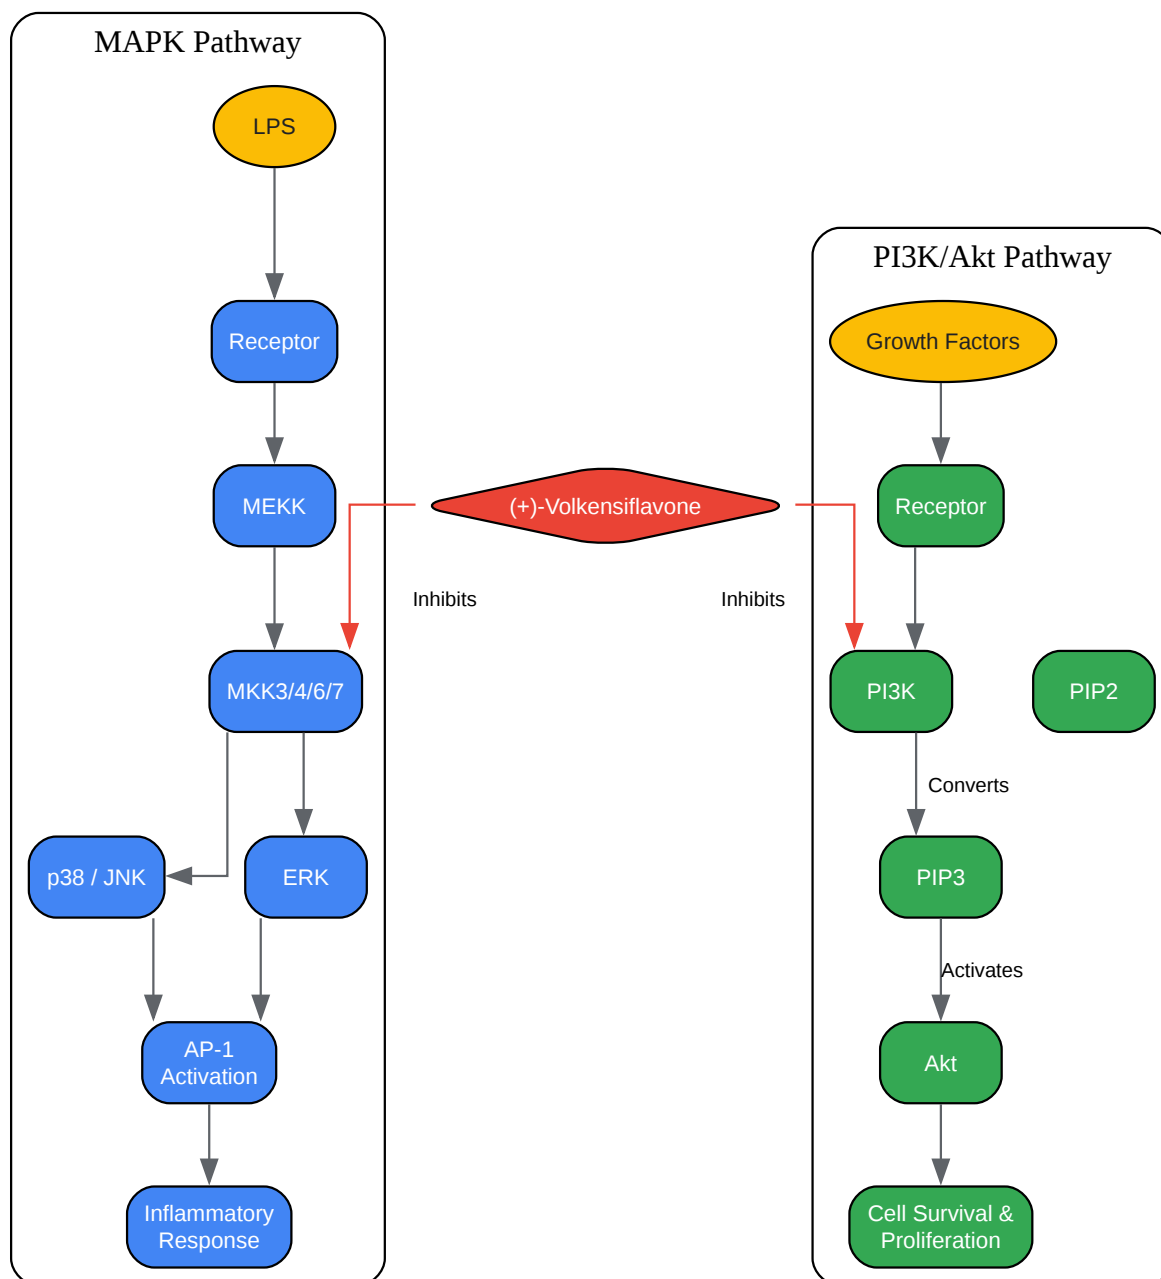 MAPK Pathway
LPS
Receptor
MEKK
MKK3/4/6/7
p38 / JNK
ERK
AP-1
Activation
Inflammatory
Response
(+)-Volkensiflavone
Inhibits
Inhibits
PI3K/Akt Pathway
Growth Factors
Receptor
PI3K
PIP2
Converts
PIP3
Activates
Akt
Cell Survival &
Proliferation